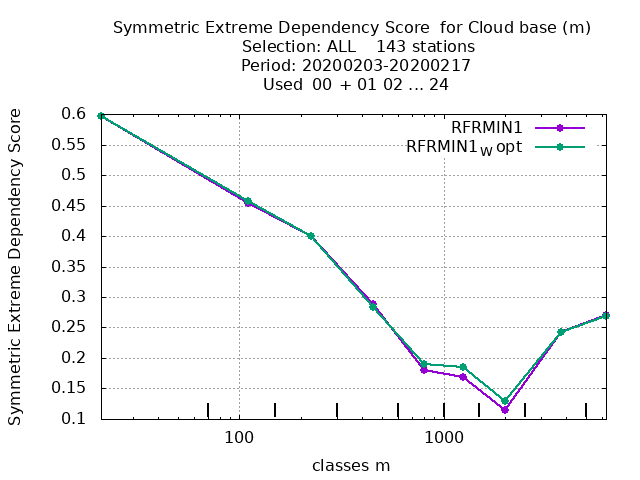 Symmetric Extreme Dependency Score for Cloud base (m)
Selection: ALL 143 stations
Period: 20200203-20200217
Used 00 + 01 02 ... 24
Symmetric Extreme Dependency Score
0.6
0.55
0.5
0.45
0.4
0.35
0.3
0.25
0.2
0.15
0.1
RFRMIN1
RFRMIN1W opt
100 1000
classes m